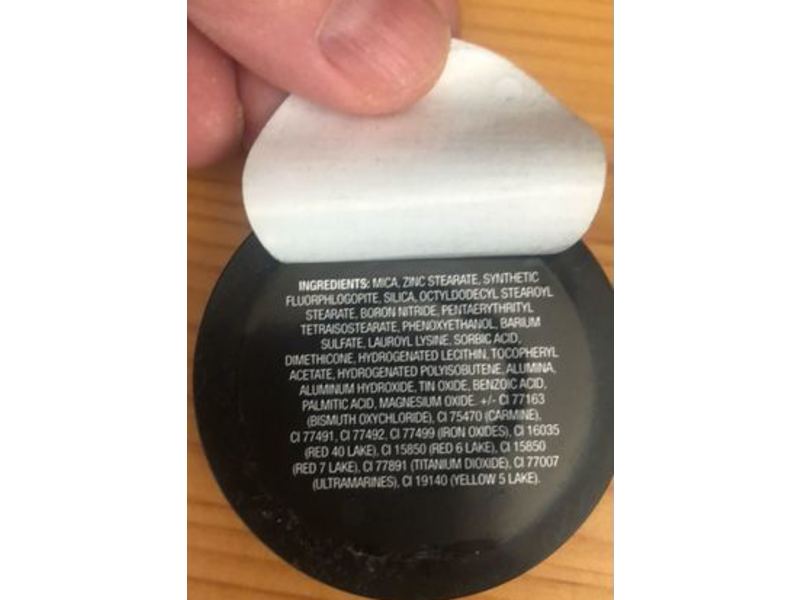 INGREDIENTS: MICA, ZINC STEARATE, SYNTHETIC
FLUORPHLOGOPITE, SILICA, OCTYLDODECYL STEAROYL
STEARATE, BORON NITRIDE, PENTAERYTHRITYL
TETRAISOSTEARATE, PHENOXYETHANOL, BARIUM
SULFATE, LAUROYL LYSINE, SORBIC ACID,
DIMETHICONE, HYDROGENATED LECITHIN, TOCOPHERYL
ACETATE, HYDROGENATED POLYISOBUTENE, ALUMINA,
ALUMINUM HYDROXIDE, TIN OXIDE, BENZOIC ACID,
PALMITIC ACID, MAGNESIUM OXIDE. +/- CI 77163
(BISMUTH OXYCHLORIDE), CI 75470 (CARMINE),
CI 77491, CI 77492, CI 77499 (IRON OXIDES), CI 16035
(RED 40 LAKE), CI 15850 (RED 6 LAKE), CI 15850
(RED 7 LAKE), CI 77891 (TITANIUM DIOXIDE), CI 77007
(ULTRAMARINES), CI 19140 (YELLOW 5 LAKE).